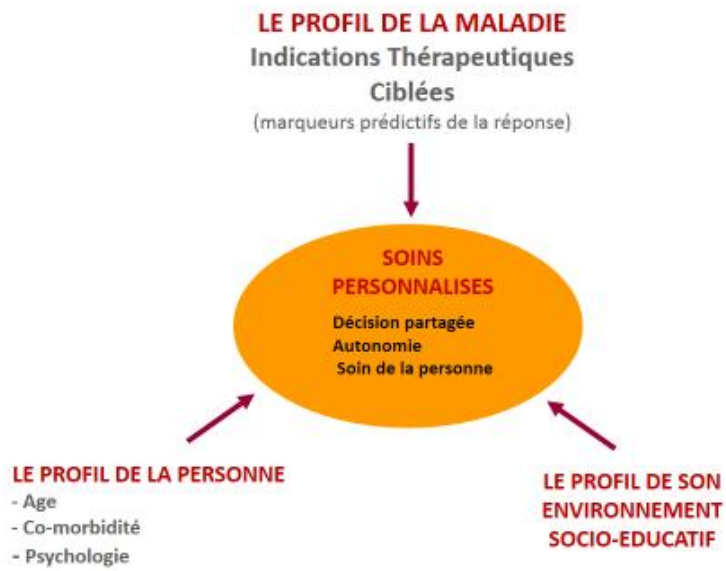 LE PROFIL DE LA MALADIE
Indications Thérapeutiques
Ciblées
(marqueurs prédictifs de la réponse)
SOINS
PERSONNALISES
Décision partagée
Autonomie
Soin de la personne
LE PROFIL DE LA PERSONNE
- Age
- Co-morbidité
- Psychologie
LE PROFIL DE SON
ENVIRONNEMENT
SOCIO-EDUCATIF